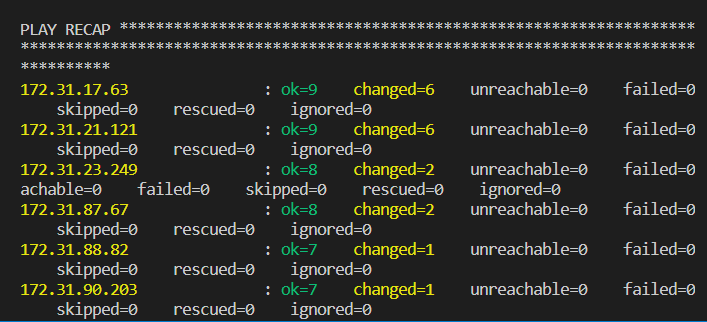 PLAY RECAP ****************************************************************
***************************************************************************
**********
172.31.17.63               : ok=9    changed=6    unreachable=0    failed=0
    skipped=0    rescued=0    ignored=0
172.31.21.121              : ok=9    changed=6    unreachable=0    failed=0
    skipped=0    rescued=0    ignored=0
172.31.23.249              : ok=8    changed=2    unreachable=0    failed=0
achable=0    failed=0    skipped=0    rescued=0    ignored=0
172.31.87.67               : ok=8    changed=2    unreachable=0    failed=0
    skipped=0    rescued=0    ignored=0
172.31.88.82               : ok=7    changed=1    unreachable=0    failed=0
    skipped=0    rescued=0    ignored=0
172.31.90.203              : ok=7    changed=1    unreachable=0    failed=0
    skipped=0    rescued=0    ignored=0